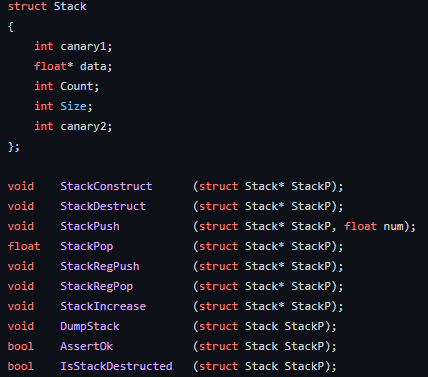 struct Stack
{
    int canary1;
    float* data;
    int Count;
    int Size;
    int canary2;
};

void    StackConstruct      (struct Stack* StackP);
void    StackDestruct       (struct Stack* StackP);
void    StackPush           (struct Stack* StackP, float num);
float   StackPop            (struct Stack* StackP);
void    StackRegPush        (struct Stack* StackP);
void    StackRegPop         (struct Stack* StackP);
void    StackIncrease       (struct Stack* StackP);
void    DumpStack           (struct Stack StackP);
bool    AssertOk            (struct Stack StackP);
bool    IsStackDestructed   (struct Stack StackP);